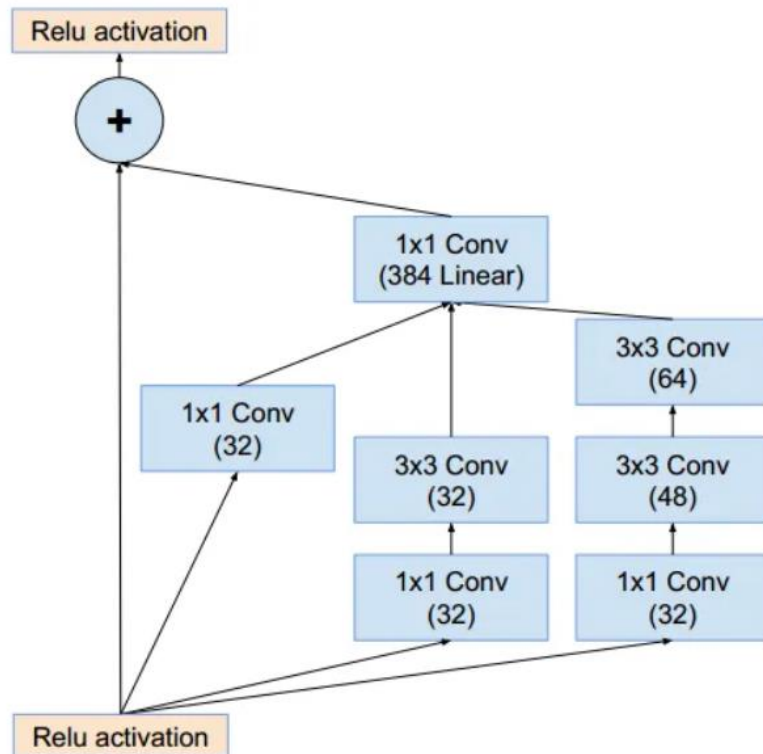 Relu activation
+
1x1 Conv
(384 Linear)
3x3 Conv
(64)
1x1 Conv
(32)
3x3 Conv
(32)
3x3 Conv
(48)
1x1 Conv
(32)
1x1 Conv
(32)
Relu activation